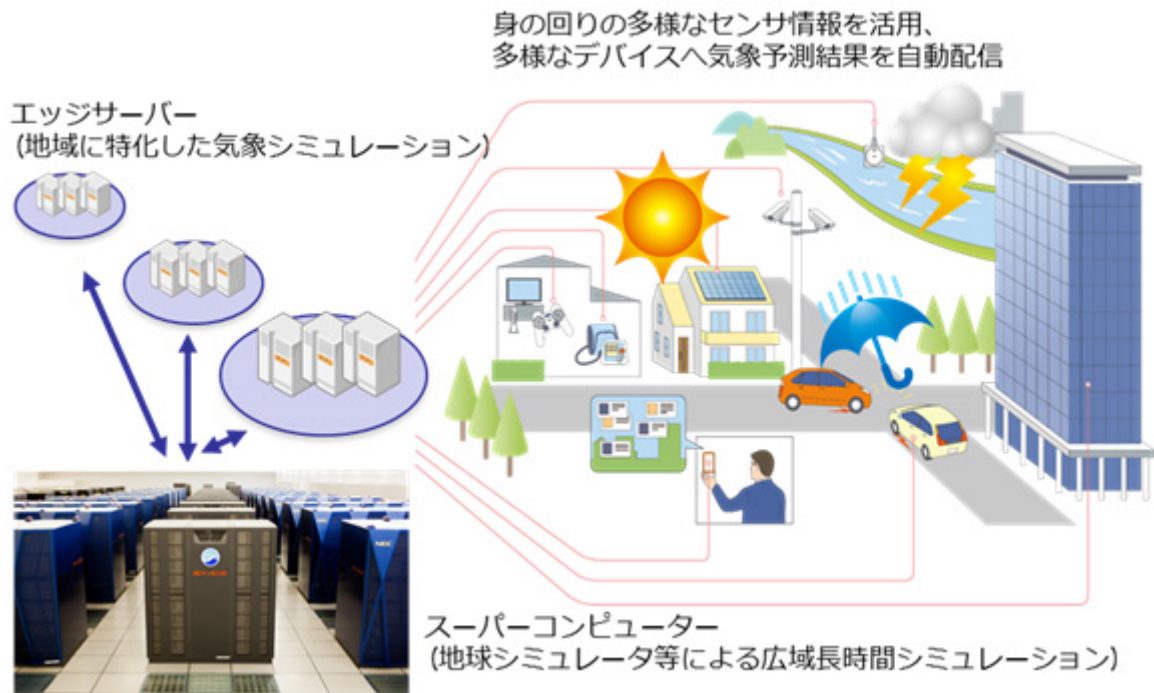 身の回りの多様なセンサ情報を活用、
多様なデバイスへ気象予測結果を自動配信
エッジサーバー
(地域に特化した気象シミュレーション)
NEC
スーパーコンピューター
(地球シミュレータ等による広域長時間シミュレーション)